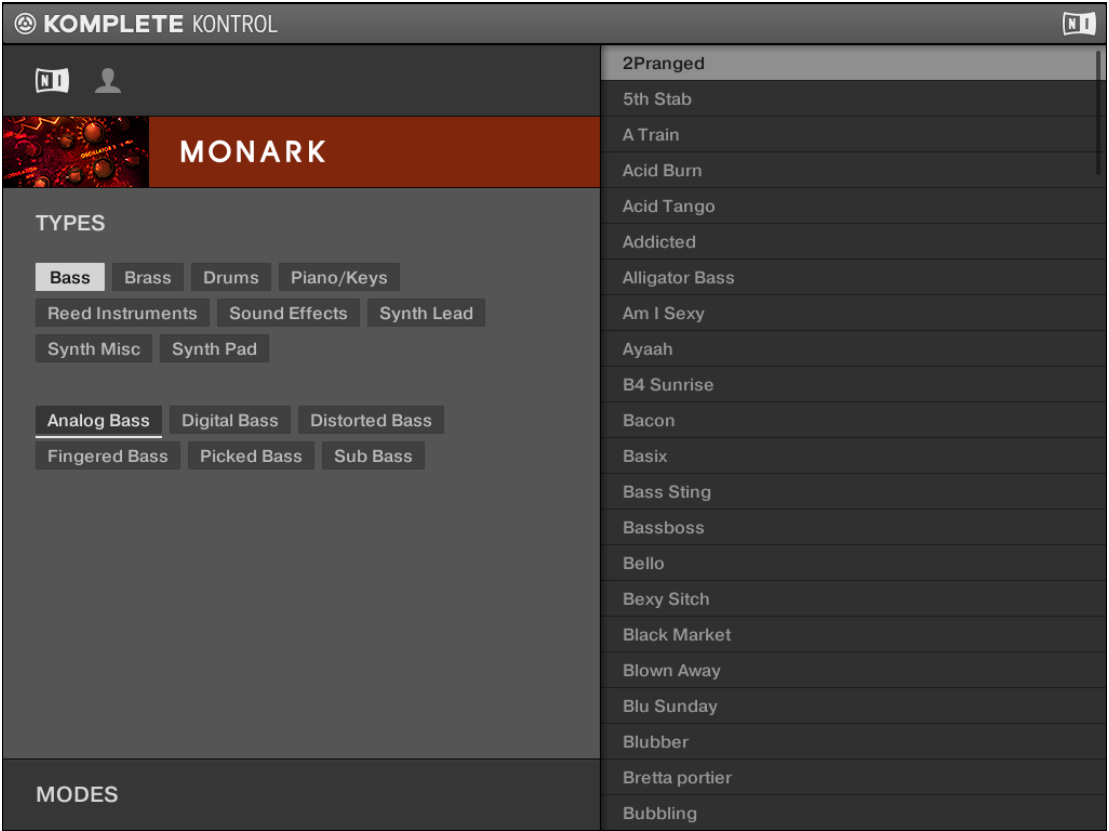 KOMPLETE KONTROL
NI
NI
MONARK
TYPES
Bass Brass Drums Piano/Keys
Reed Instruments Sound Effects Synth Lead
Synth Misc Synth Pad
Analog Bass Digital Bass Distorted Bass
Fingered Bass Picked Bass Sub Bass
MODES
2Pranged
5th Stab
A Train
Acid Burn
Acid Tango
Addicted
Alligator Bass
Am I Sexy
Ayaah
B4 Sunrise
Bacon
Basix
Bass Sting
Bassboss
Bello
Bexy Sitch
Black Market
Blown Away
Blu Sunday
Blubber
Bretta portier
Bubbling